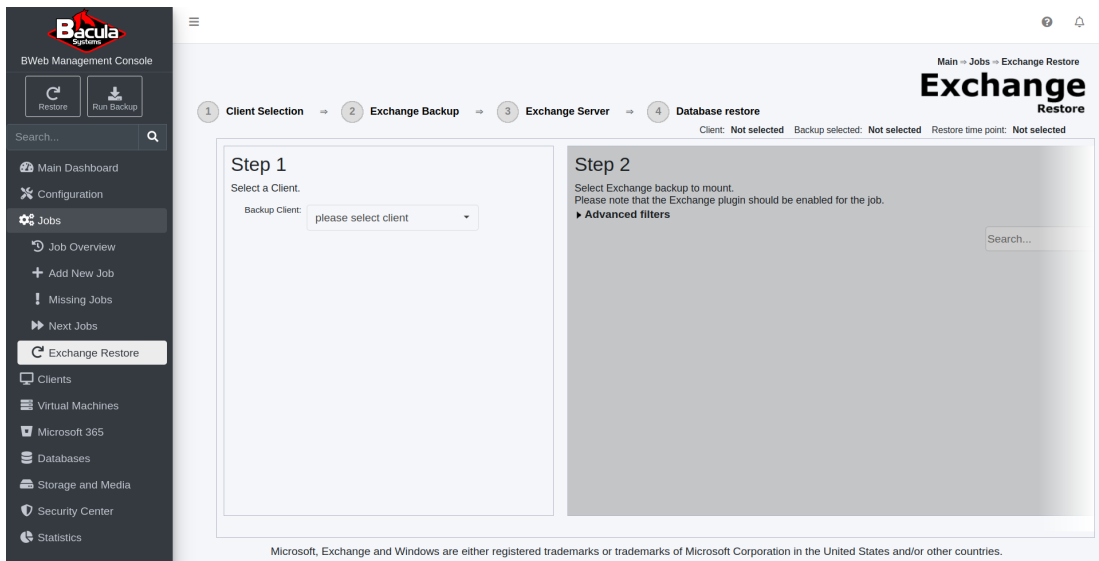 Bacula
Systems
BWeb Management Console
Restore
Run Backup
Search...
Main Dashboard
Configuration
Jobs
Job Overview
Add New Job
Missing Jobs
Next Jobs
Exchange Restore
Clients
Virtual Machines
Microsoft 365
Databases
Storage and Media
Security Center
Statistics
Main ⇒ Jobs ⇒ Exchange Restore
Exchange
Restore
1 Client Selection ⇒ 2 Exchange Backup ⇒ 3 Exchange Server ⇒ 4 Database restore
Client: Not selected Backup selected: Not selected Restore time point: Not selected
Step 1
Select a Client.
Backup Client: please select client
Step 2
Select Exchange backup to mount.
Please note that the Exchange plugin should be enabled for the job.
Advanced filters
Search...
Microsoft, Exchange and Windows are either registered trademarks or trademarks of Microsoft Corporation in the United States and/or other countries.